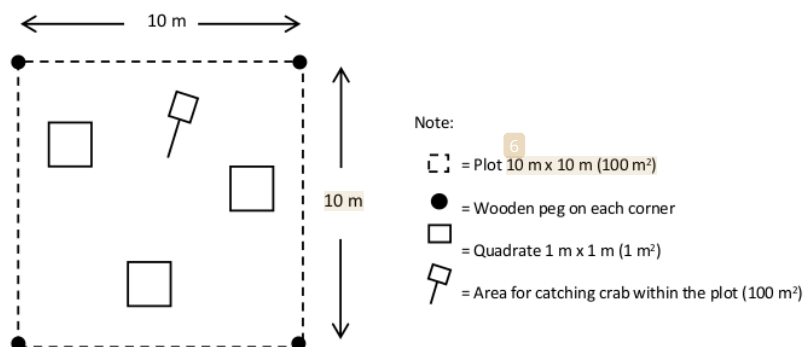 10 m
10 m
Note:
6
= Plot 10 m x 10 m (100 m²)
= Wooden peg on each corner
= Quadrate 1 m x 1 m (1 m²)
= Area for catching crab within the plot (100 m²)